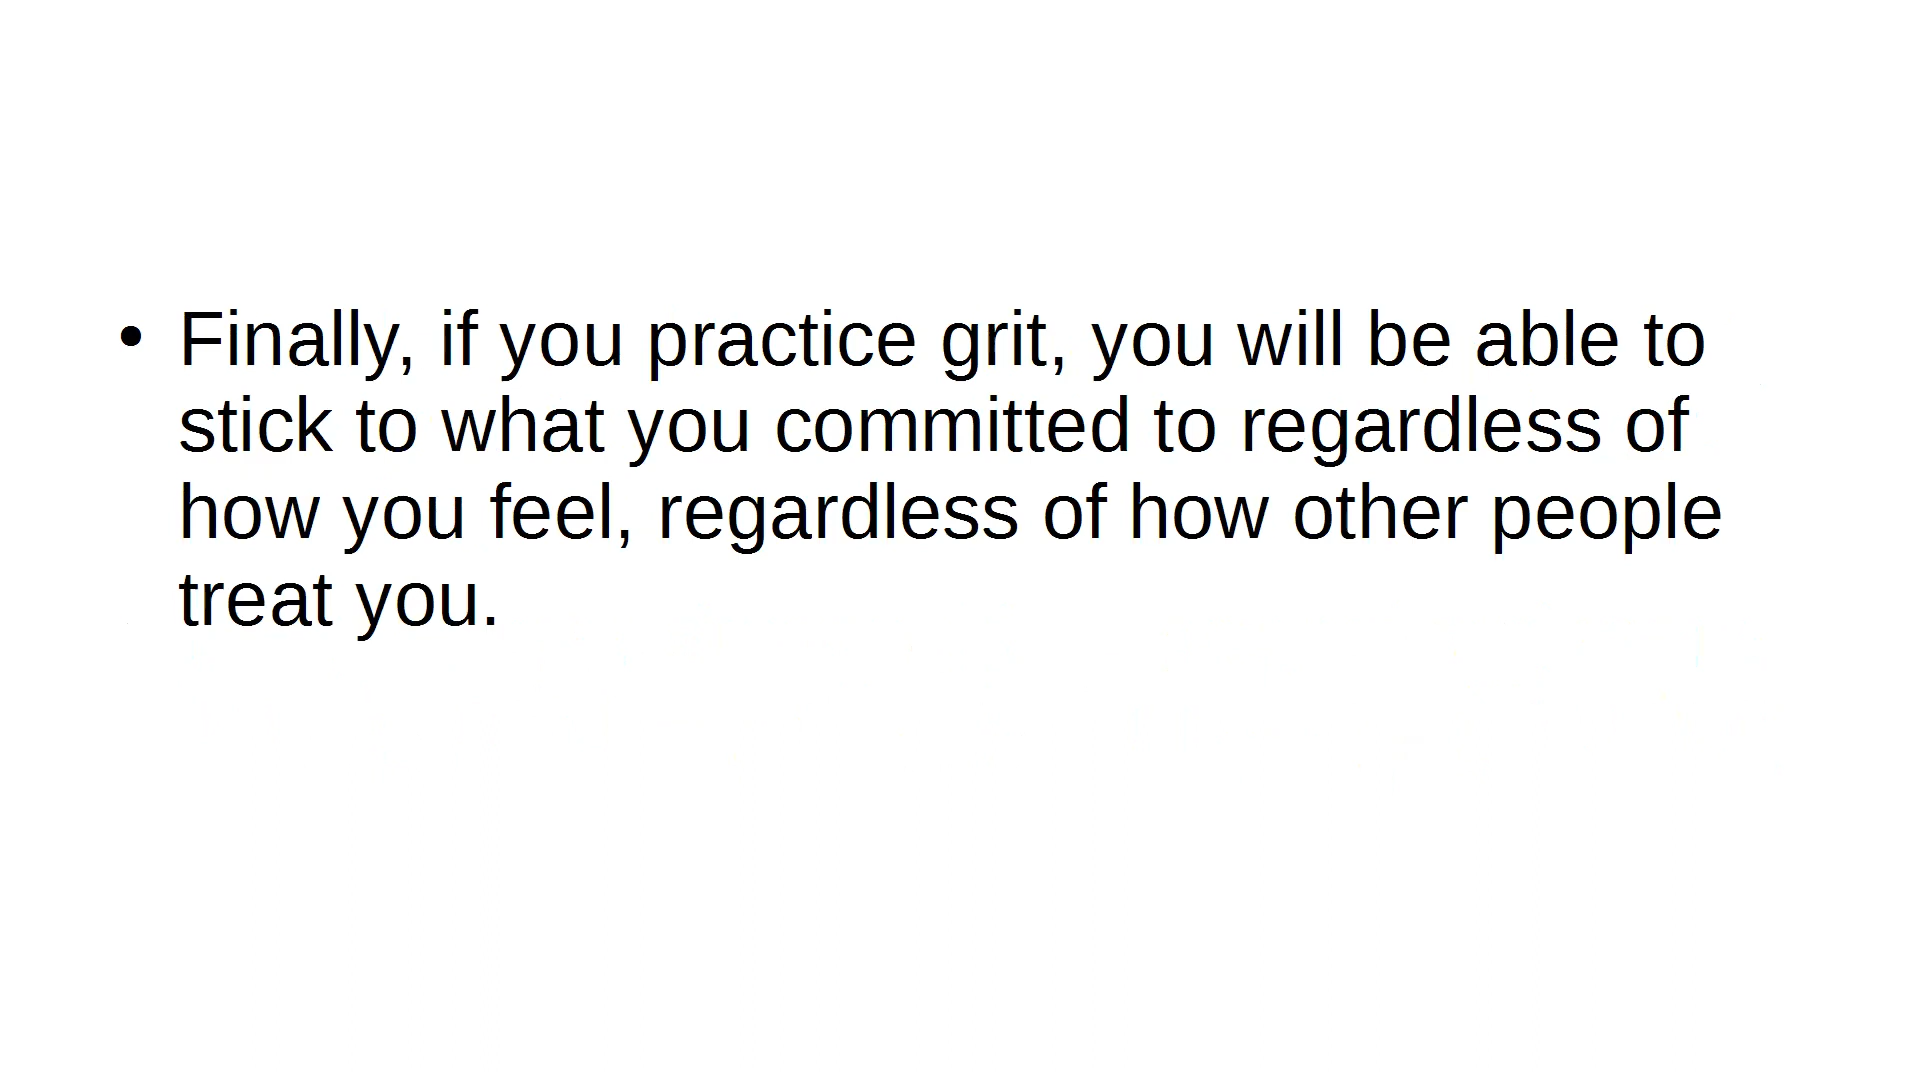 • Finally, if you practice grit, you will be able to
stick to what you committed to regardless of
how you feel, regardless of how other people
treat you.